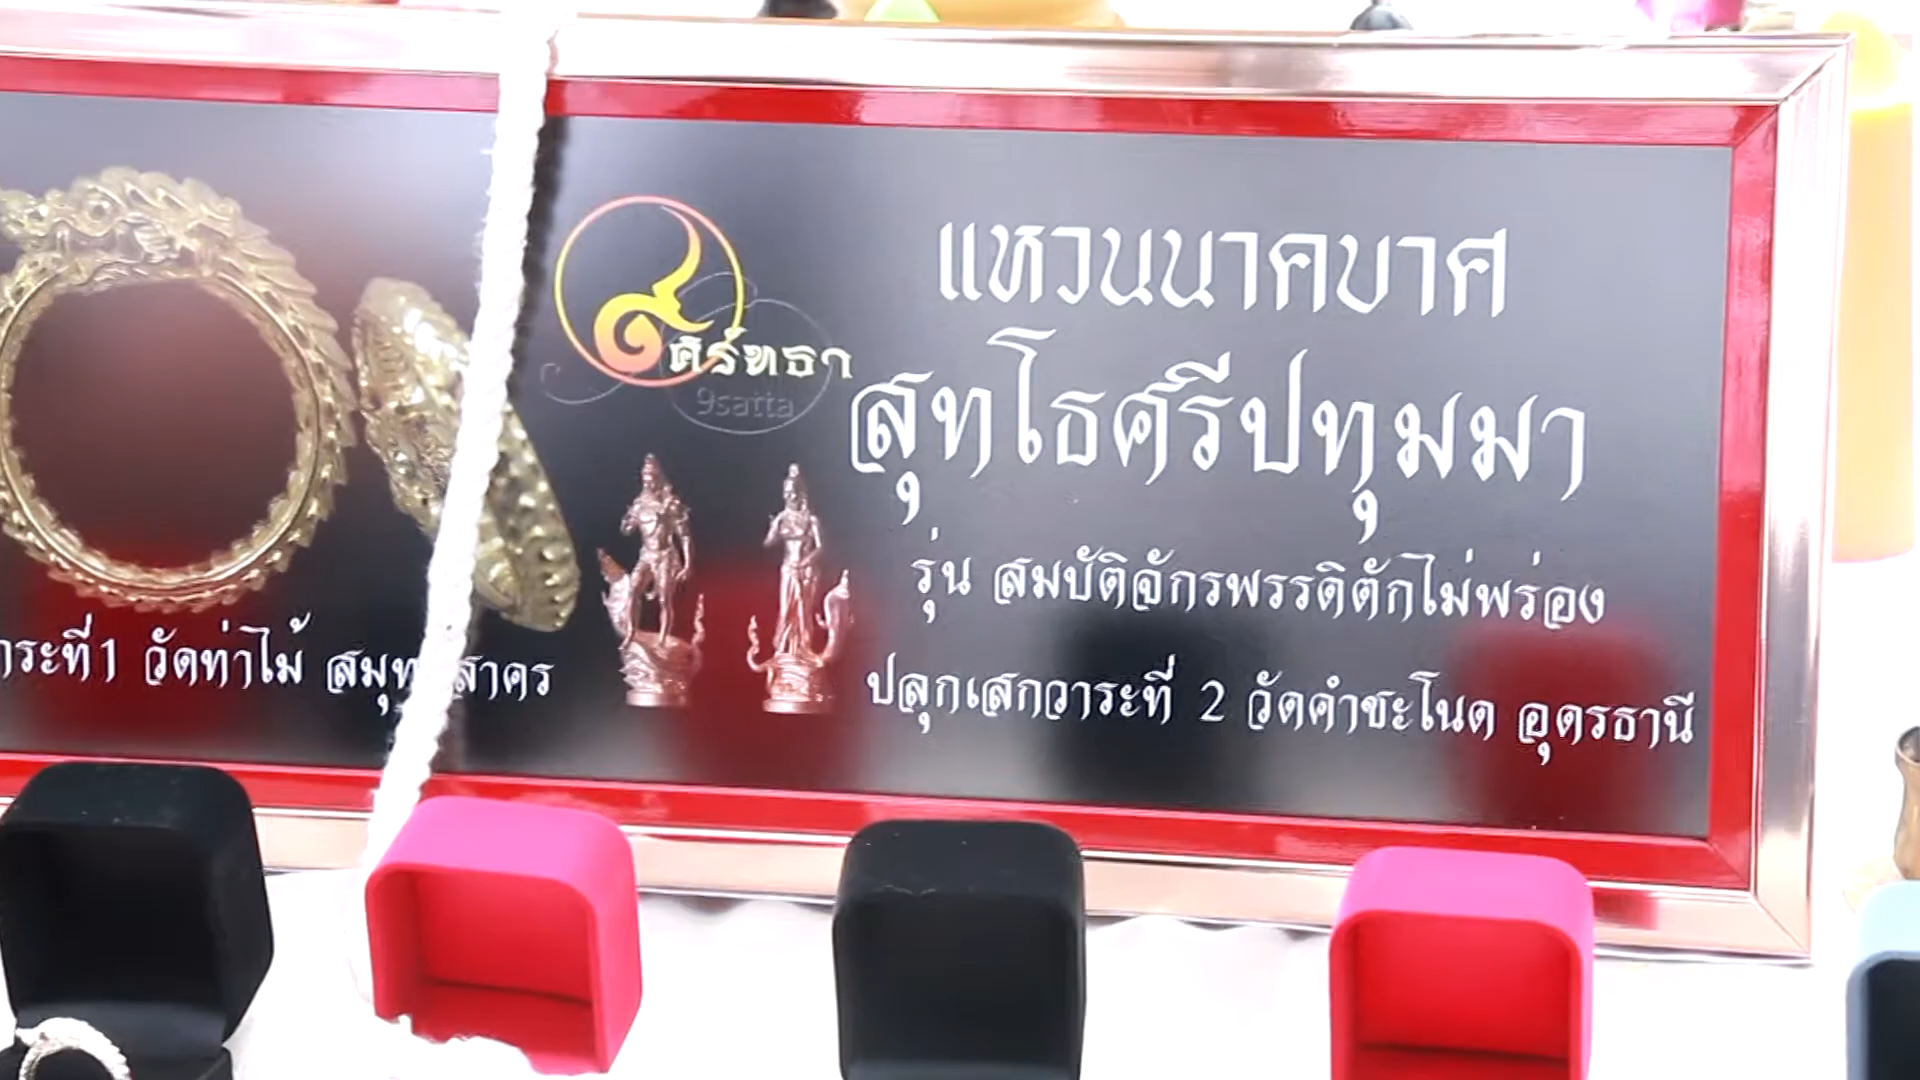 แหวนนาคบาศ
๙ศรัทธา
9satta
สุทโธศรีปทุมมา
รุ่น สมบัติจักรพรรดิตักไม่พร่อง
ปลุกเสกวาระที่ 2 วัดคำชะโนด อุดรธานี
าระที่1 วัดท่าไม้ สมุทรสาคร